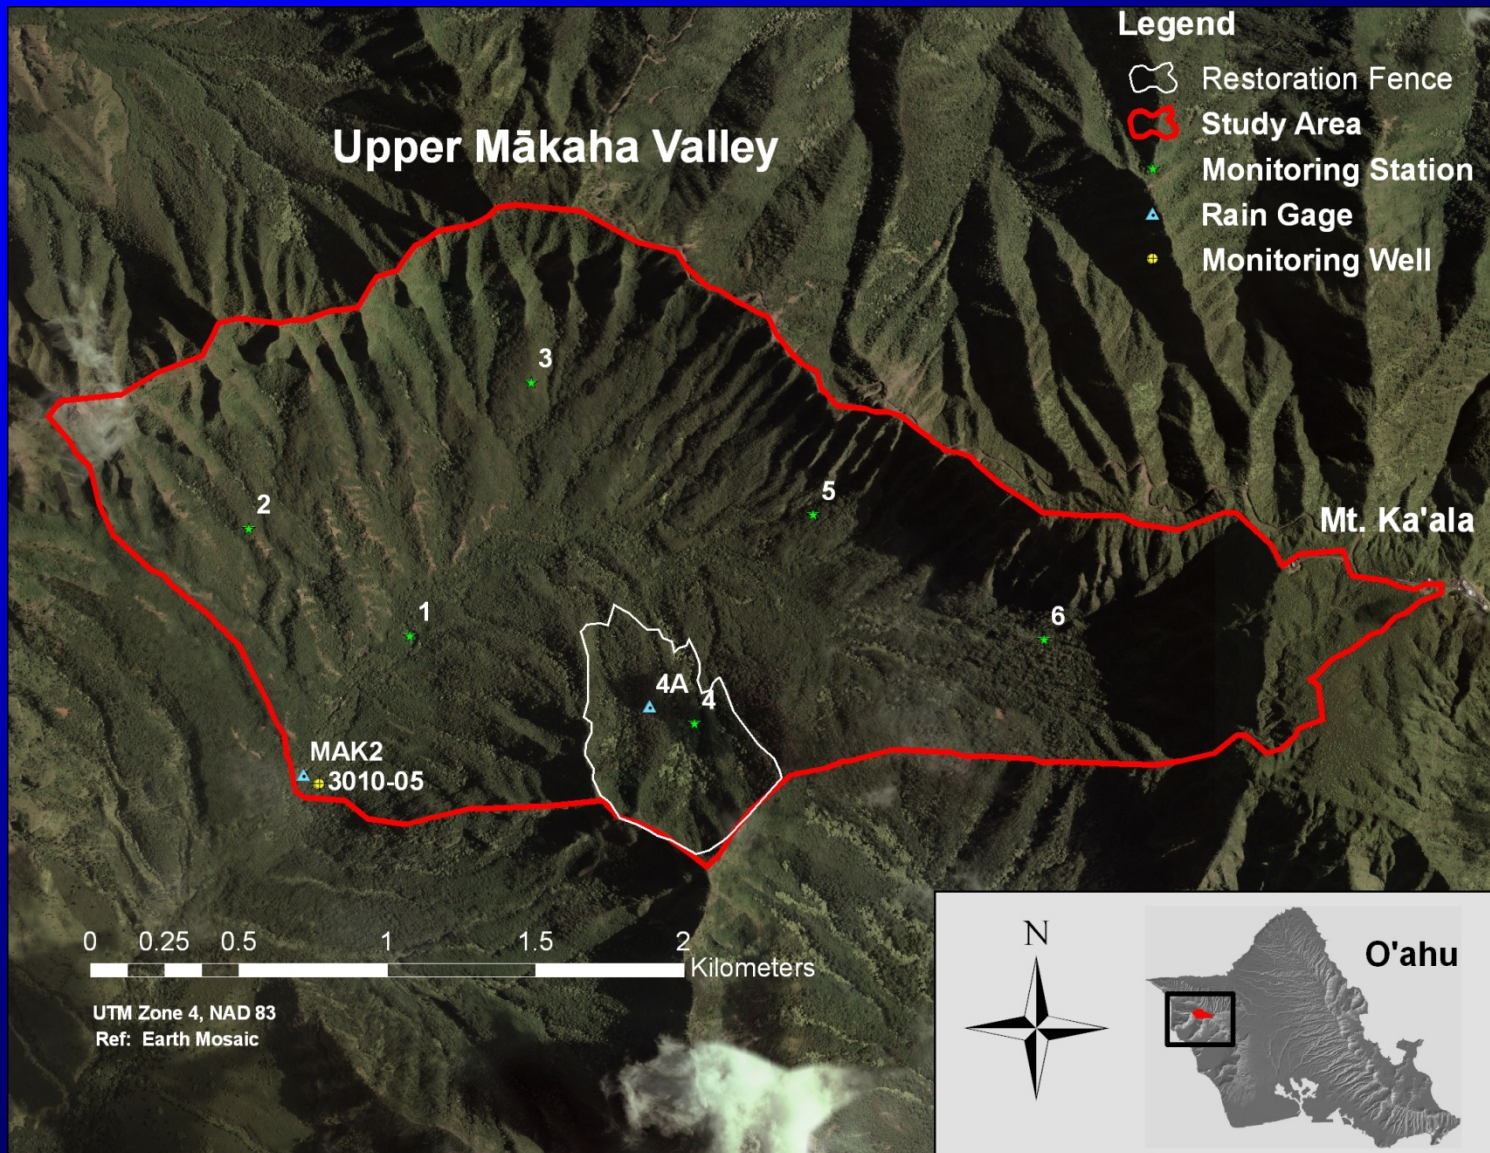 Legend
Restoration Fence
Study Area
Monitoring Station
Rain Gage
Monitoring Well
Upper Mākaha Valley
3
2
5
Mt. Ka'ala
1
6
4A
4
MAK2
3010-05
0 0.25 0.5 1 1.5 2
Kilometers
UTM Zone 4, NAD 83
Ref: Earth Mosaic
N
O'ahu